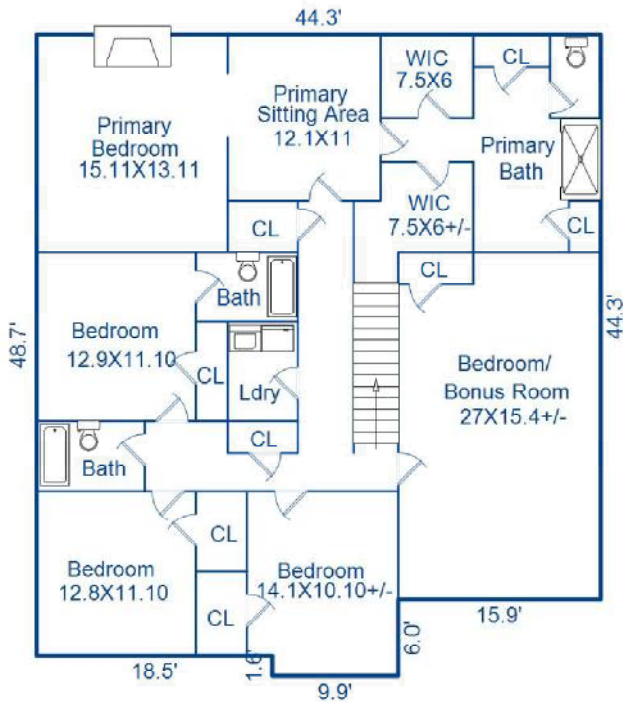 44.3'
WIC
7.5X6
CL
Primary
Sitting Area
12.1X11
Primary
Bedroom
15.11X13.11
Primary
Bath
WIC
7.5X6+/-
CL
CL
CL
Bath
48.7'
44.3'
Bedroom
12.9X11.10
CL
Ldry
Bedroom/
Bonus Room
27X15.4+/-
CL
Bath
CL
Bedroom
12.8X11.10
Bedroom
14.1X10.10+/-
CL
15.9'
6.0'
18.5'
1.6'
9.9'